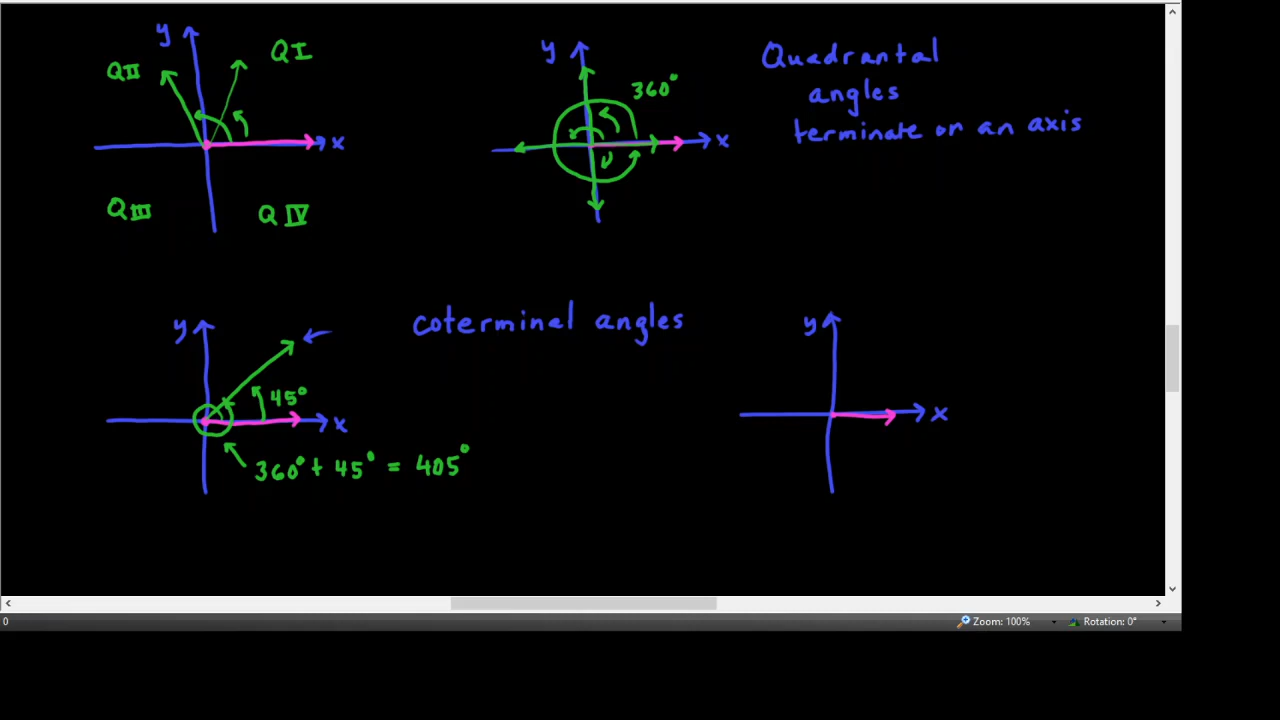 y
QI
QII
x
QIII
QIV
y
360°
x
Quadrantal
angles
terminate on an axis
coterminal angles
y
45°
x
360° + 45° = 405°
y
x
0
Zoom: 100%
Rotation: 0°